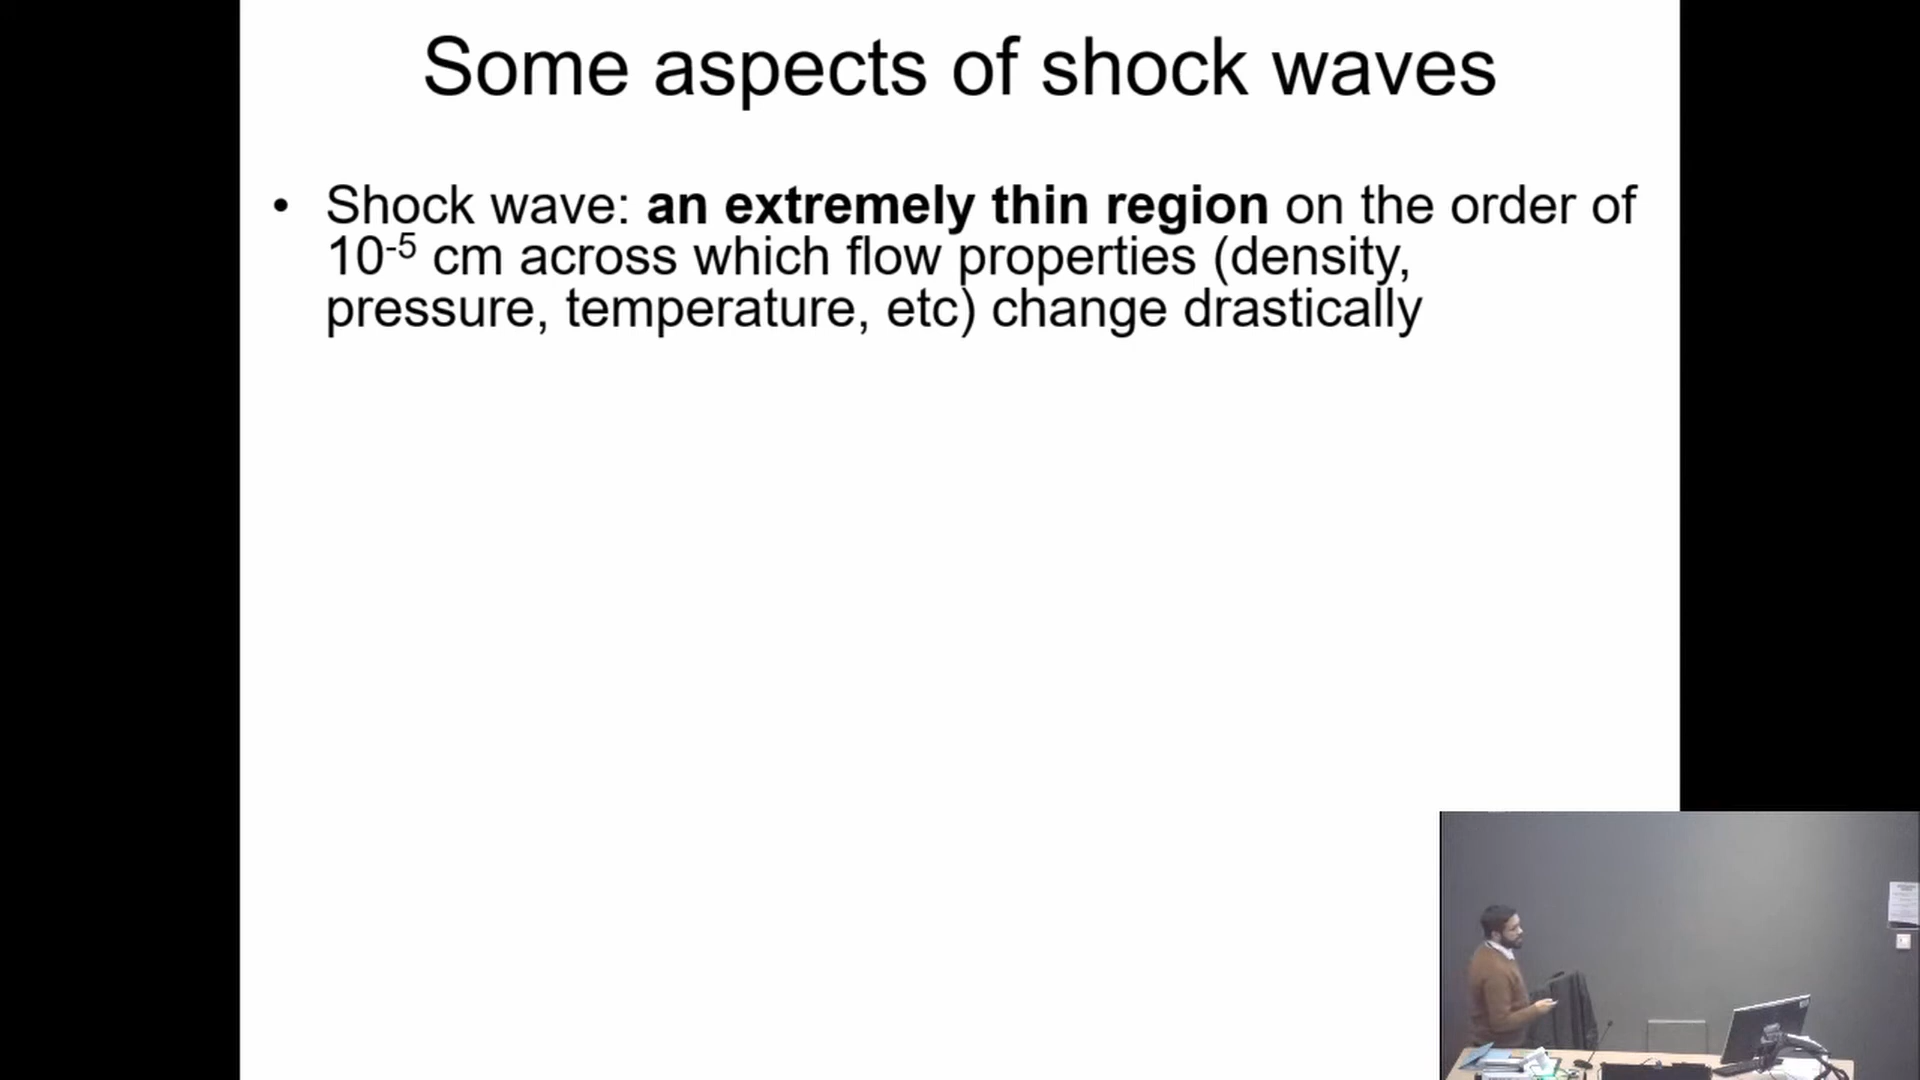 Some aspects of shock waves
• Shock wave: an extremely thin region on the order of
10⁻⁵ cm across which flow properties (density,
pressure, temperature, etc) change drastically